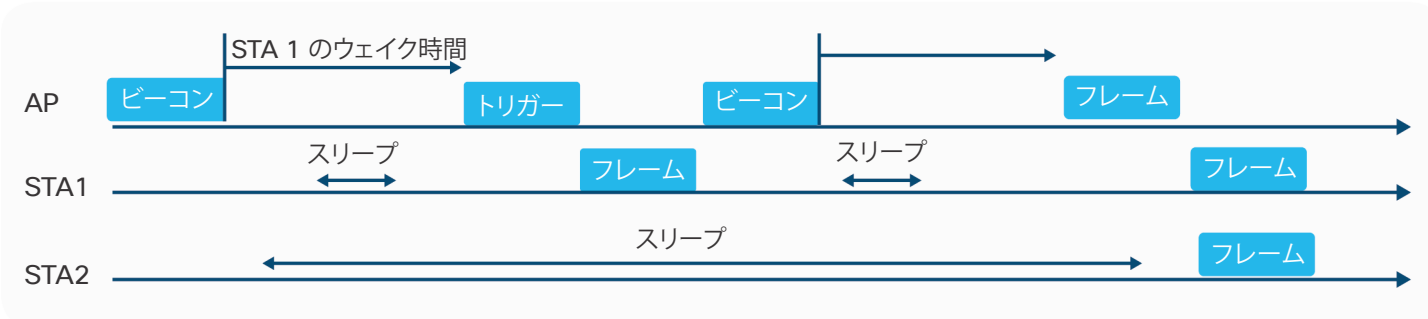 STA 1 のウェイク時間
AP
ビーコン
トリガー
ビーコン
フレーム
スリープ
スリープ
STA1
フレーム
フレーム
スリープ
STA2
フレーム